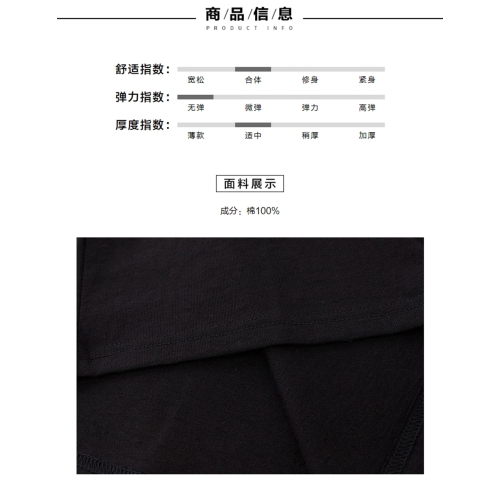 商/品/信/息
PRODUCT INFO
舒适指数：
宽松 合体 修身 紧身
弹力指数：
无弹 微弹 弹力 高弹
厚度指数：
薄款 适中 稍厚 加厚
面料展示
成分：棉100%